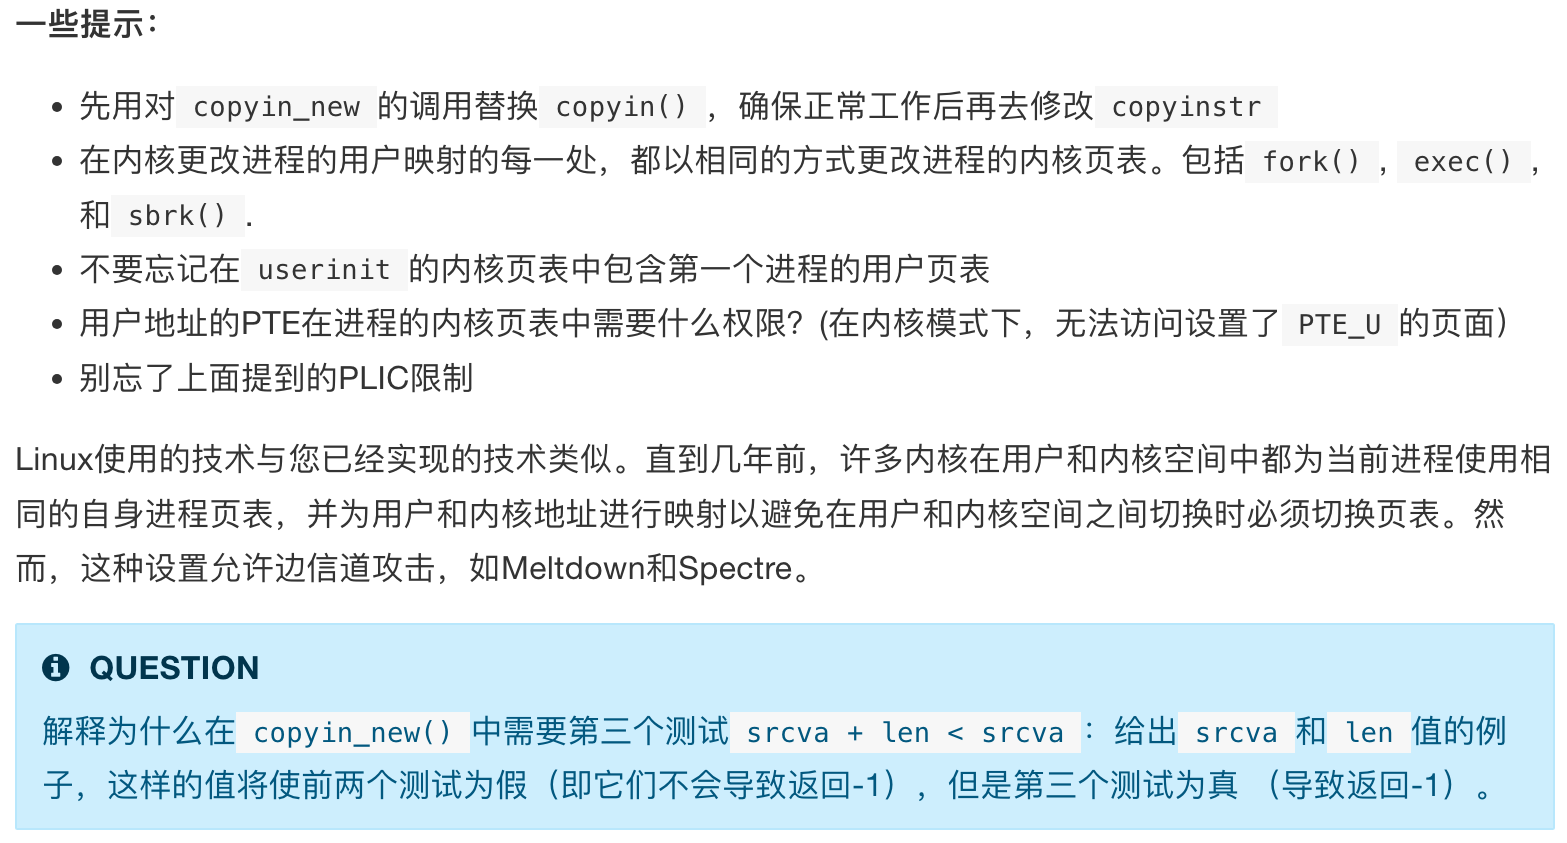 一些提示：
• 先用对 copyin_new 的调用替换 copyin() ，确保正常工作后再去修改 copyinstr
• 在内核更改进程的用户映射的每一处，都以相同的方式更改进程的内核页表。包括 fork() , exec() ,
和 sbrk() .
• 不要忘记在 userinit 的内核页表中包含第一个进程的用户页表
• 用户地址的PTE在进程的内核页表中需要什么权限？(在内核模式下，无法访问设置了 PTE_U 的页面）
• 别忘了上面提到的PLIC限制
Linux使用的技术与您已经实现的技术类似。直到几年前，许多内核在用户和内核空间中都为当前进程使用相
同的自身进程页表，并为用户和内核地址进行映射以避免在用户和内核空间之间切换时必须切换页表。然
而，这种设置允许边信道攻击，如Meltdown和Spectre。
QUESTION
解释为什么在 copyin_new() 中需要第三个测试 srcva + len < srcva ：给出 srcva 和 len 值的例
子，这样的值将使前两个测试为假（即它们不会导致返回-1），但是第三个测试为真 （导致返回-1）。